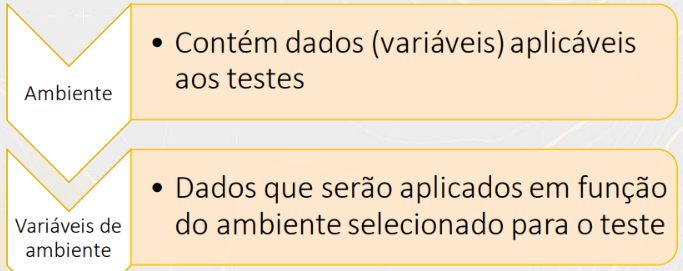 Ambiente
• Contém dados (variáveis) aplicáveis
aos testes
Variáveis de
ambiente
• Dados que serão aplicados em função
do ambiente selecionado para o teste